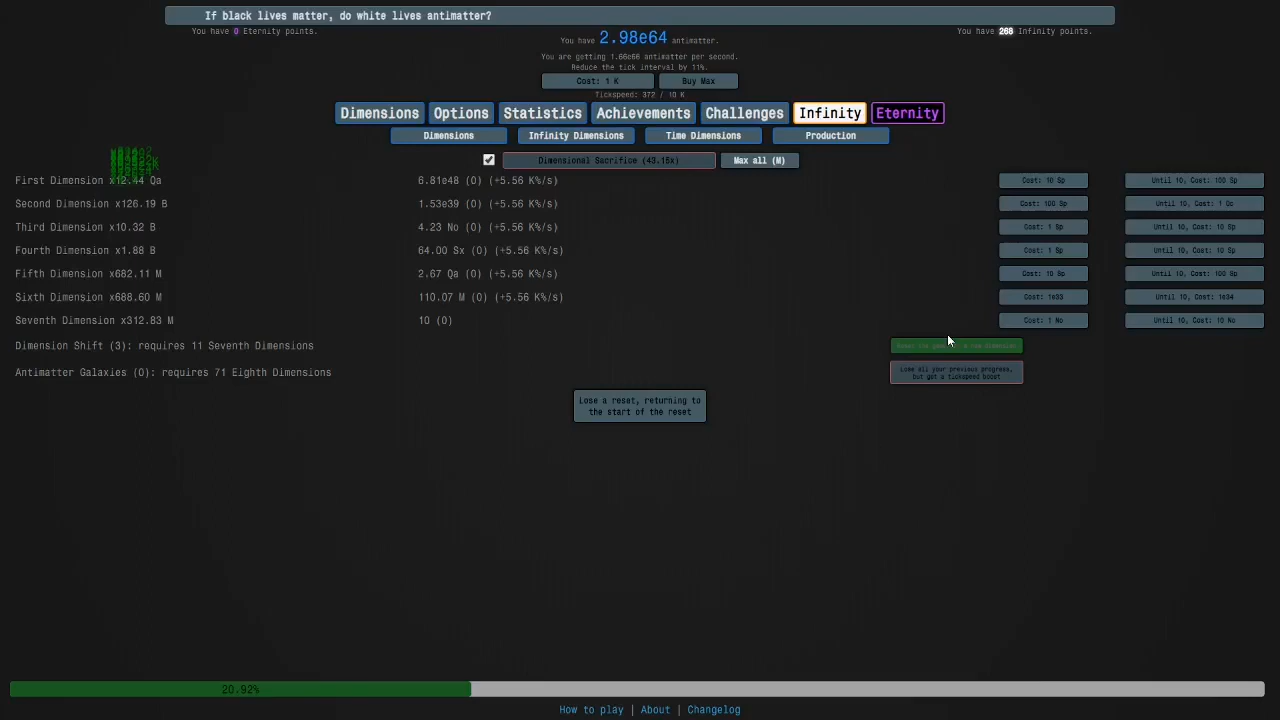 If black lives matter, do white lives antimatter?
You have 0 Eternity points.
You have 2.98e64 antimatter.
You have 268 Infinity points.
You are getting 1.66e66 antimatter per second.
Reduce the tick interval by 11%.
Cost: 1 K
Buy Max
Tickspeed: 372 / 10 K
Dimensions
Options
Statistics
Achievements
Challenges
Infinity
Eternity
Dimensions
Infinity Dimensions
Time Dimensions
Production
Dimensional Sacrifice (43.15x)
Max all (M)
First Dimension x12.44 Qa
6.81e48 (0) (+5.56 K%/s)
Cost: 10 Sp
Until 10, Cost: 100 Sp
Second Dimension x126.19 B
1.53e39 (0) (+5.56 K%/s)
Cost: 100 Sp
Until 10, Cost: 1 Oc
Third Dimension x10.32 B
4.23 No (0) (+5.56 K%/s)
Cost: 1 Sp
Until 10, Cost: 10 Sp
Fourth Dimension x1.88 B
64.00 Sx (0) (+5.56 K%/s)
Cost: 1 Sp
Until 10, Cost: 10 Sp
Fifth Dimension x682.11 M
2.67 Qa (0) (+5.56 K%/s)
Cost: 10 Sp
Until 10, Cost: 100 Sp
Sixth Dimension x688.60 M
110.07 M (0) (+5.56 K%/s)
Cost: 1e33
Until 10, Cost: 1e34
Seventh Dimension x312.83 M
10 (0)
Cost: 1 No
Until 10, Cost: 10 No
Dimension Shift (3): requires 11 Seventh Dimensions
Antimatter Galaxies (0): requires 71 Eighth Dimensions
Lose all your previous progress,
but get a tickspeed boost
Lose a reset, returning to
the start of the reset
20.92%
How to play | About | Changelog